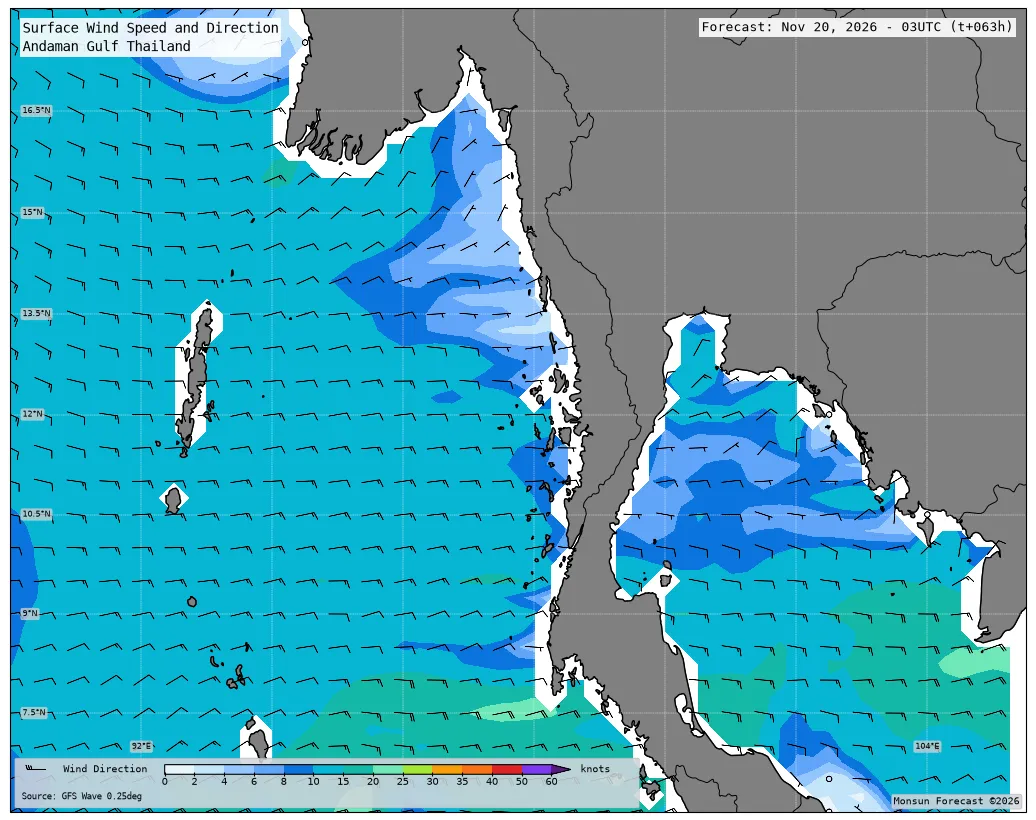 Surface Wind Speed and Direction
Andaman Gulf Thailand
Forecast: Nov 20, 2026 - 03UTC (t+063h)
16.5°N
15°N
13.5°N
12°N
10.5°N
9°N
7.5°N
92°E
104°E
Wind Direction
knots
0 2 4 6 8 10 15 20 25 30 35 40 50 60
Source: GFS Wave 0.25deg
Monsun Forecast ©2026